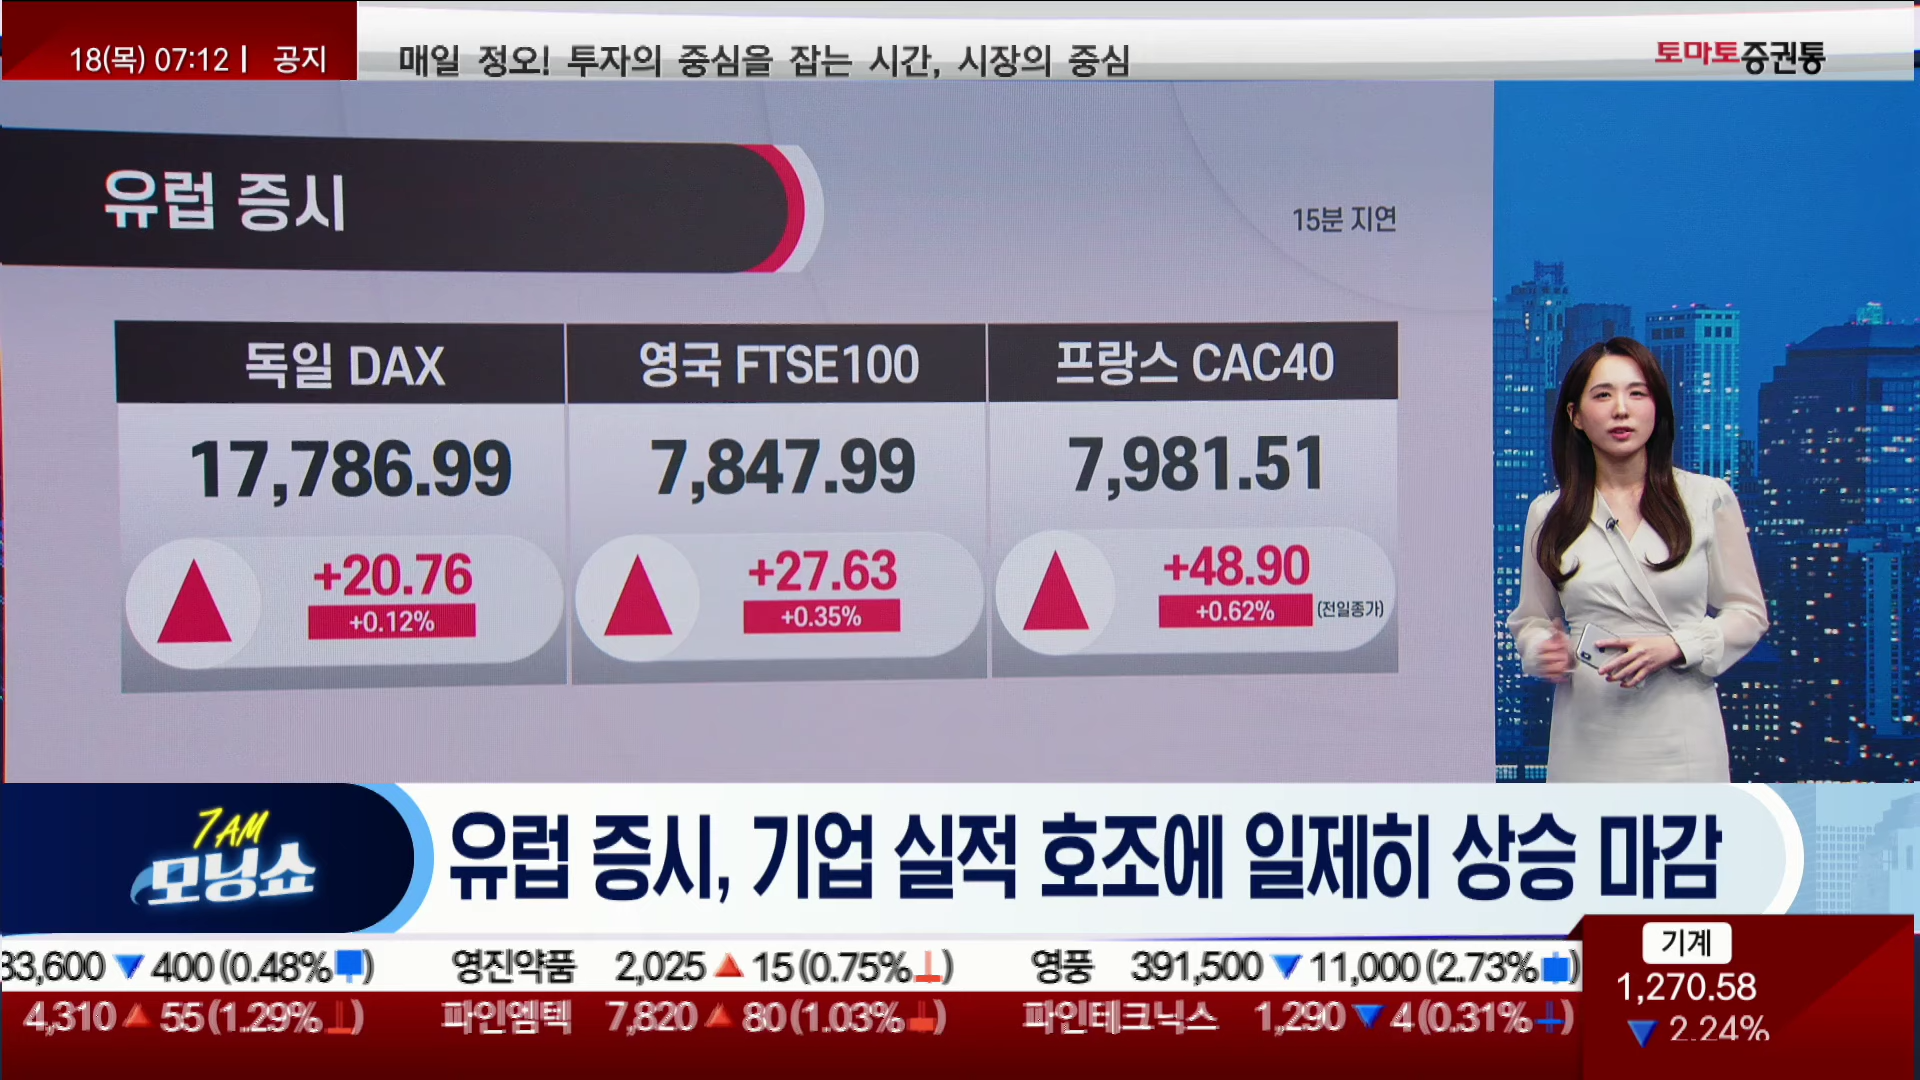 18(목) 07:12 | 공지
매일 정오! 투자의 중심을 잡는 시간, 시장의 중심
토마토증권통
유럽 증시
15분 지연
독일 DAX 영국 FTSE100 프랑스 CAC40
17,786.99 7,847.99 7,981.51
▲ +20.76 ▲ +27.63 ▲ +48.90
+0.12% +0.35% +0.62% (전일종가)
7AM
모닝쇼
유럽 증시, 기업 실적 호조에 일제히 상승 마감
83,600 ▼ 400 (0.48%) 영진약품 2,025 ▲ 15 (0.75%) 영풍 391,500 ▼ 11,000 (2.73%)
4,310 ▲ 55 (1.29%) 파인엠텍 7,820 ▲ 80 (1.03%) 파인테크닉스 1,290 ▼ 4 (0.31%)
기계
1,270.58
▼ 2.24%